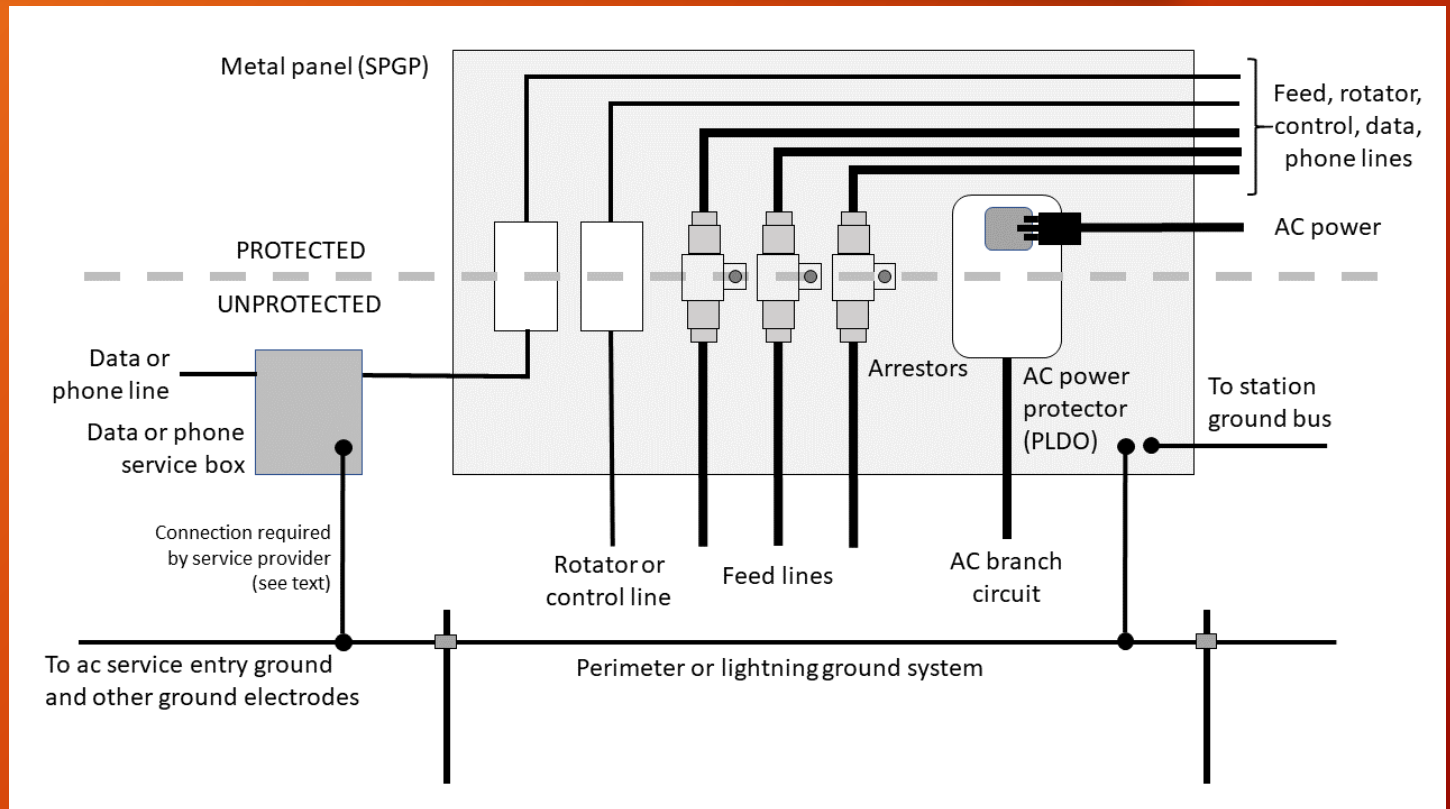 Metal panel (SPGP)
Feed, rotator,
control, data,
phone lines
AC power
PROTECTED
UNPROTECTED
Data or
phone line
Data or phone
service box
Arrestors
AC power
protector
(PLDO)
To station
ground bus
Connection required
by service provider
(see text)
Rotator or
control line
Feed lines
AC branch
circuit
To ac service entry ground
and other ground electrodes
Perimeter or lightning ground system